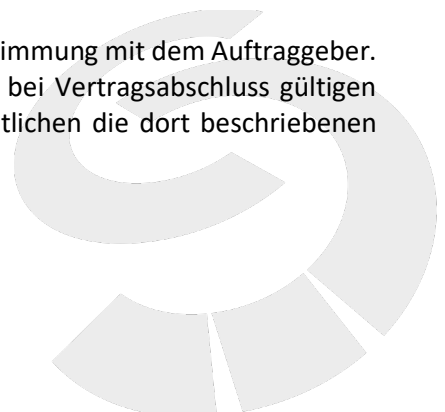 immung mit dem Auftraggeber.
bei Vertragsabschluss gültigen
tlichen die dort beschriebenen